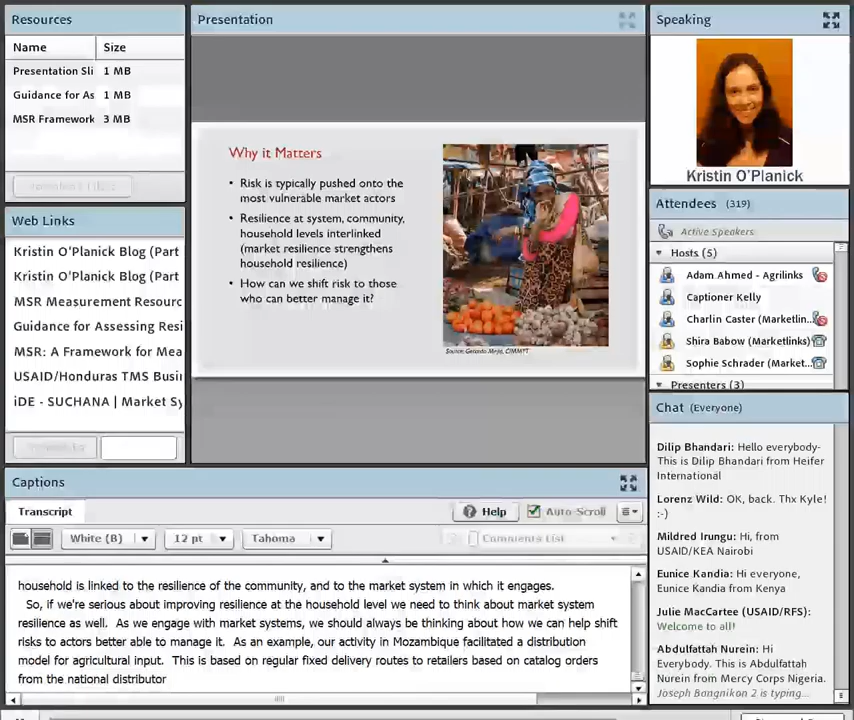 Resources
Name Size
Presentation Sli 1 MB
Guidance for As 1 MB
MSR Framework 3 MB
Web Links
Kristin O'Planick Blog (Part
Kristin O'Planick Blog (Part
MSR Measurement Resourc
Guidance for Assessing Resi
MSR: A Framework for Mea
USAID/Honduras TMS Busin
iDE - SUCHANA | Market Sy
Presentation
Why it Matters
• Risk is typically pushed onto the
most vulnerable market actors
• Resilience at system, community,
household levels interlinked
(market resilience strengthens
household resilience)
• How can we shift risk to those
who can better manage it?
Source: Gerardo Mejía, CIMMYT
Captions
Transcript
Help
Auto-Scroll
White (B)
12 pt
Tahoma
Comments List
household is linked to the resilience of the community, and to the market system in which it engages.
So, if we're serious about improving resilience at the household level we need to think about market system
resilience as well. As we engage with market systems, we should always be thinking about how we can help shift
risks to actors better able to manage it. As an example, our activity in Mozambique facilitated a distribution
model for agricultural input. This is based on regular fixed delivery routes to retailers based on catalog orders
from the national distributor
Speaking
Kristin O'Planick
Attendees (319)
Active Speakers
Hosts (5)
Adam Ahmed - Agrilinks
Captioner Kelly
Charlin Caster (Marketlin...
Shira Babow (Marketlinks)
Sophie Schrader (Market...
Presenters (3)
Chat (Everyone)
Dilip Bhandari: Hello everybody-
This is Dilip Bhandari from Heifer
International
Lorenz Wild: OK, back. Thx Kyle!
:-)
Mildred Irungu: Hi, from
USAID/KEA Nairobi
Eunice Kandia: Hi everyone,
Eunice Kandia from Kenya
Julie MacCartee (USAID/RFS):
Welcome to all!
Abdulfattah Nurein: Hi
Everybody. This is Abdulfattah
Nurein from Mercy Corps Nigeria.
Joseph Bangnikon 2 is typing...